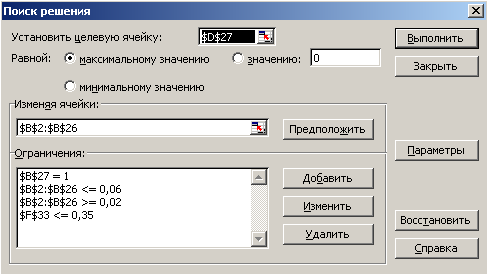 Поиск решения
Установить целевую ячейку: $D$27 Выполнить
Равной: максимальному значению значению: 0 Закрыть
минимальному значению
Изменяя ячейки:
$B$2:$B$26 Предположить
Ограничения: Параметры
$B$27 = 1 Добавить
$B$2:$B$26 <= 0,06
$B$2:$B$26 >= 0,02 Изменить
$F$33 <= 0,35 Восстановить
Удалить
Справка